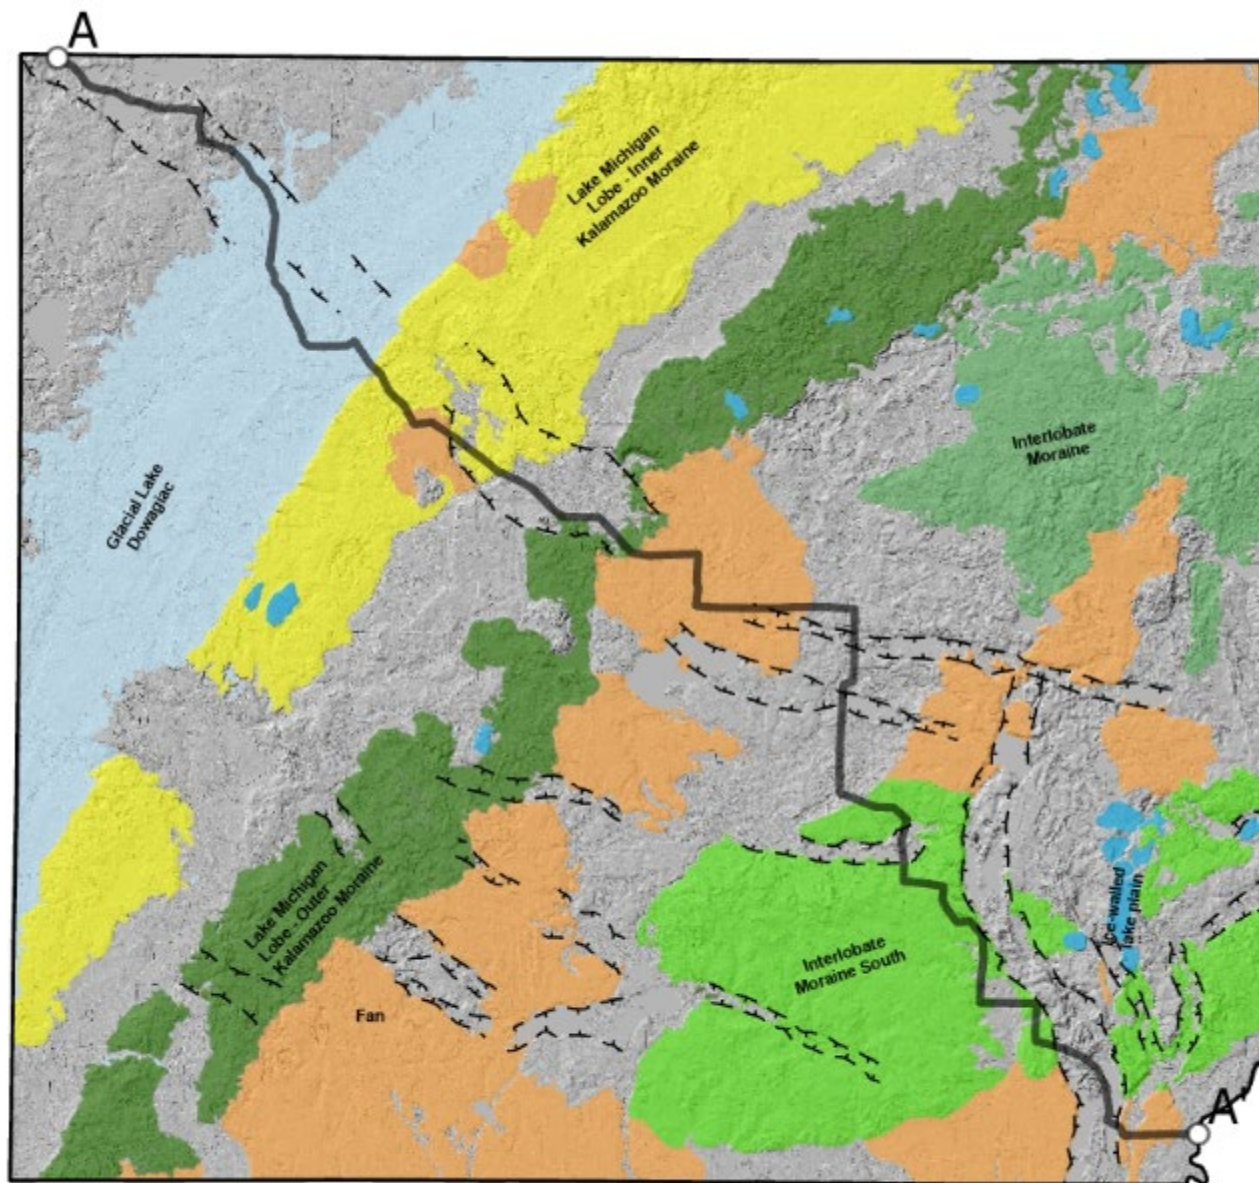 A
Lake Michigan
Lobe - Inner
Kalamazoo Moraine
Interlobate
Moraine
Glacial Lake
Dowagiac
Lake Michigan
Lobe - Outer
Kalamazoo Moraine
Ice-walled
lake plain
Interlobate
Moraine South
Fan
A'